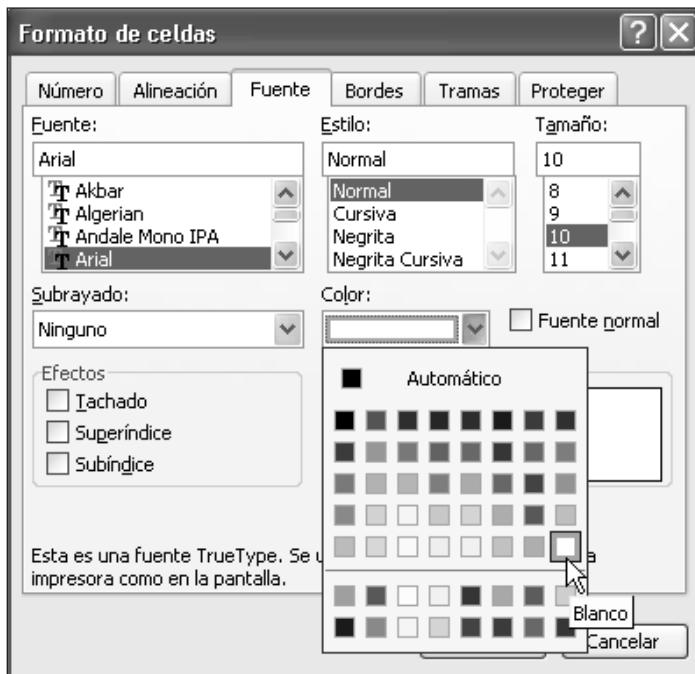 Formato de celdas
Número Alineación Fuente Bordes Tramas Proteger
Fuente: Estilo: Tamaño:
Arial Normal 10
Akbar Normal 8
Algerian Cursiva 9
Andale Mono IPA Negrita 10
Arial Negrita Cursiva 11
Subrayado: Color:
Ninguno Fuente normal
Efectos Automático
Tachado
Superíndice
Subíndice
Esta es una fuente TrueType. Se u a
impresora como en la pantalla.
Blanco
Cancelar